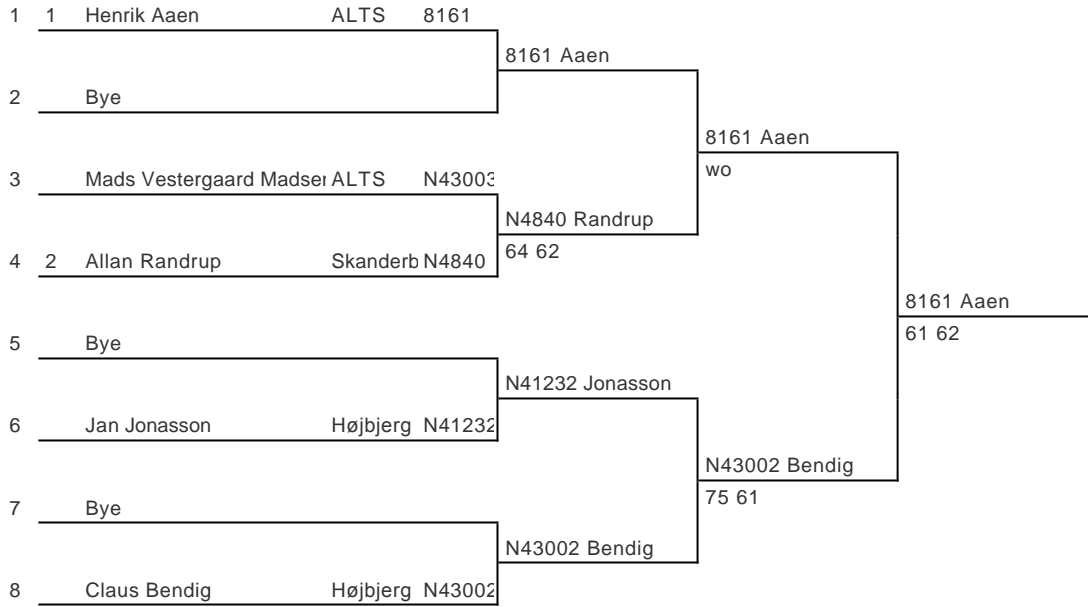 1 1 Henrik Aaen ALTS 8161
8161 Aaen
2 Bye
8161 Aaen
wo
3 Mads Vestergaard Madsen ALTS N43003
N4840 Randrup
64 62
4 2 Allan Randrup Skanderb N4840
8161 Aaen
61 62
5 Bye
N41232 Jonasson
6 Jan Jonasson Højbjerg N41232
N43002 Bendig
75 61
7 Bye
N43002 Bendig
8 Claus Bendig Højbjerg N43002